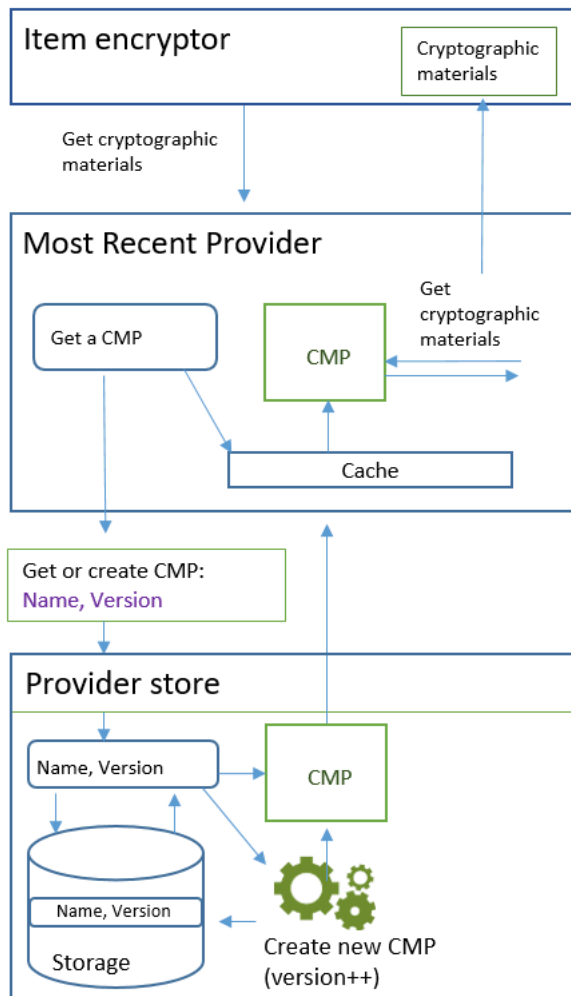 Item encryptor
Cryptographic
materials
Get cryptographic
materials
Most Recent Provider
Get a CMP
CMP
Get
cryptographic
materials
Cache
Get or create CMP:
Name, Version
Provider store
Name, Version
CMP
Name, Version
Storage
Create new CMP
(version++)